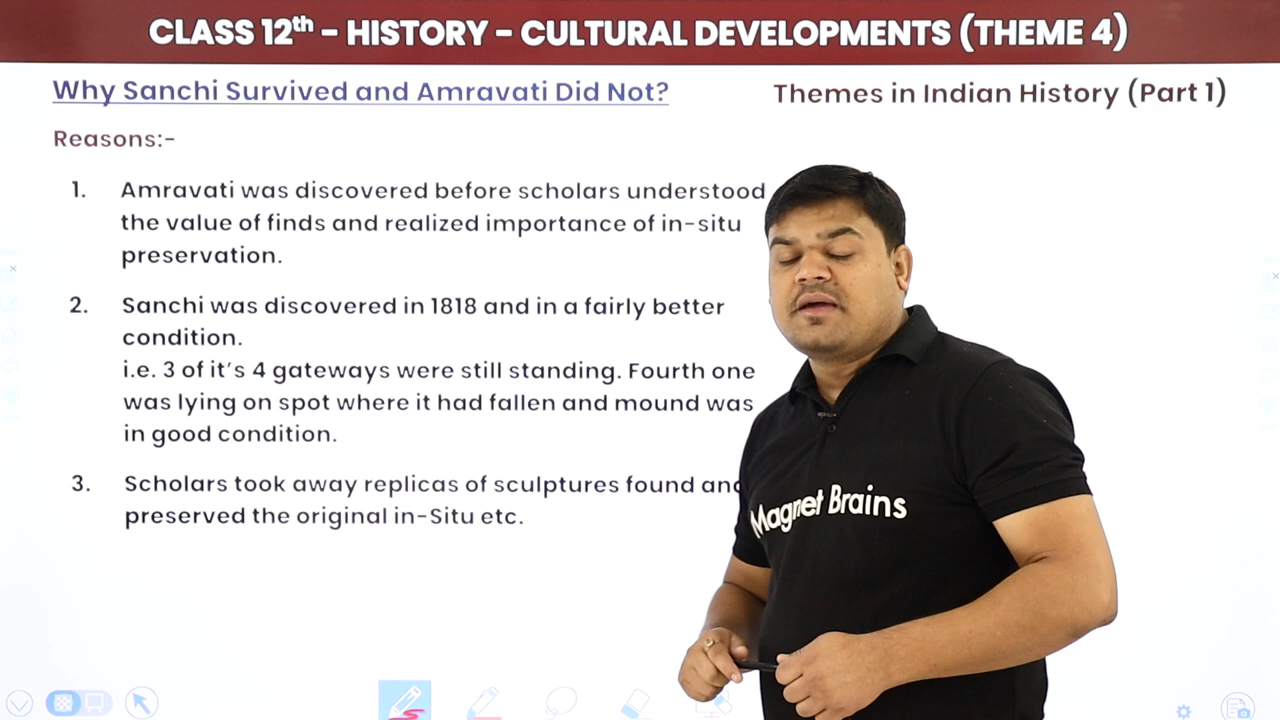 CLASS 12th - HISTORY - CULTURAL DEVELOPMENTS (THEME 4)
Why Sanchi Survived and Amravati Did Not?
Themes in Indian History (Part 1)
Reasons:-
1. Amravati was discovered before scholars understood
the value of finds and realized importance of in-situ
preservation.
2. Sanchi was discovered in 1818 and in a fairly better
condition.
i.e. 3 of it's 4 gateways were still standing. Fourth one
was lying on spot where it had fallen and mound was
in good condition.
3. Scholars took away replicas of sculptures found and
preserved the original in-Situ etc.
Magnet Brains